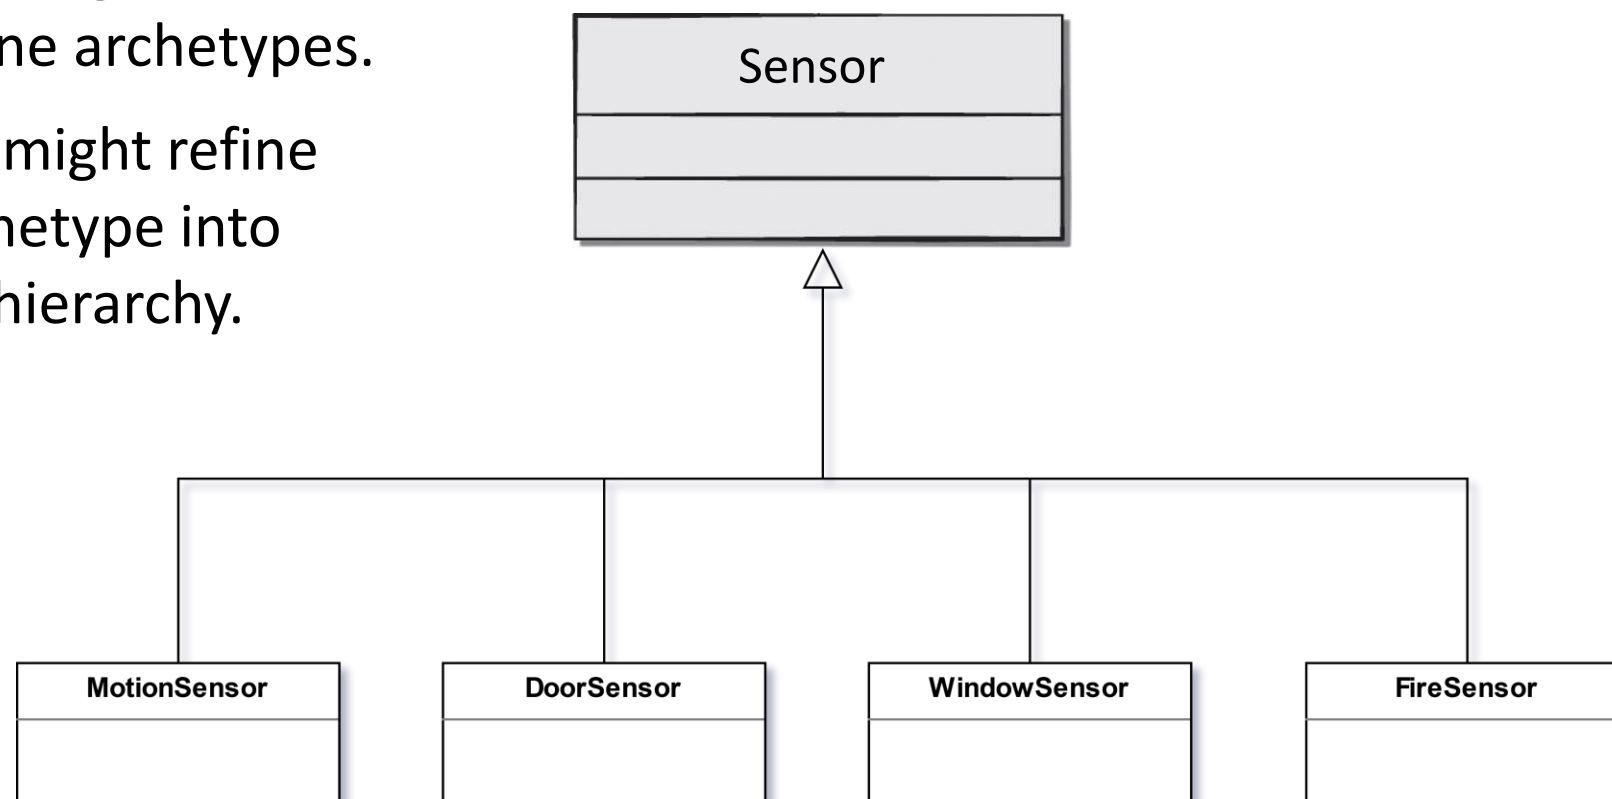 ne archetypes.
might refine
netype into
hierarchy.
Sensor
MotionSensor
DoorSensor
WindowSensor
FireSensor